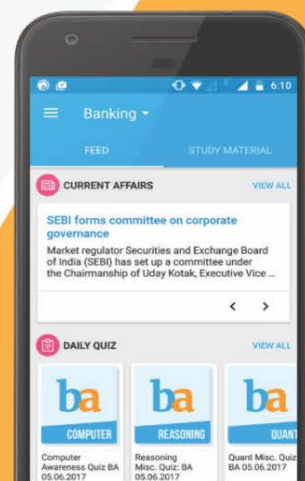 6:10
Banking
FEED
STUDY MATERIAL
CURRENT AFFAIRS
VIEW ALL
SEBI forms committee on corporate
governance
Market regulator Securities and Exchange Board
of India (SEBI) has set up a committee under
the Chairmanship of Uday Kotak, Executive Vice ...
DAILY QUIZ
VIEW ALL
ba
COMPUTER
Computer
Awareness Quiz BA
05.06.2017
ba
REASONING
Reasoning
Misc. Quiz: BA
05.06.2017
ba
QUANT
Quant Misc. Quiz
BA 05.06.2017